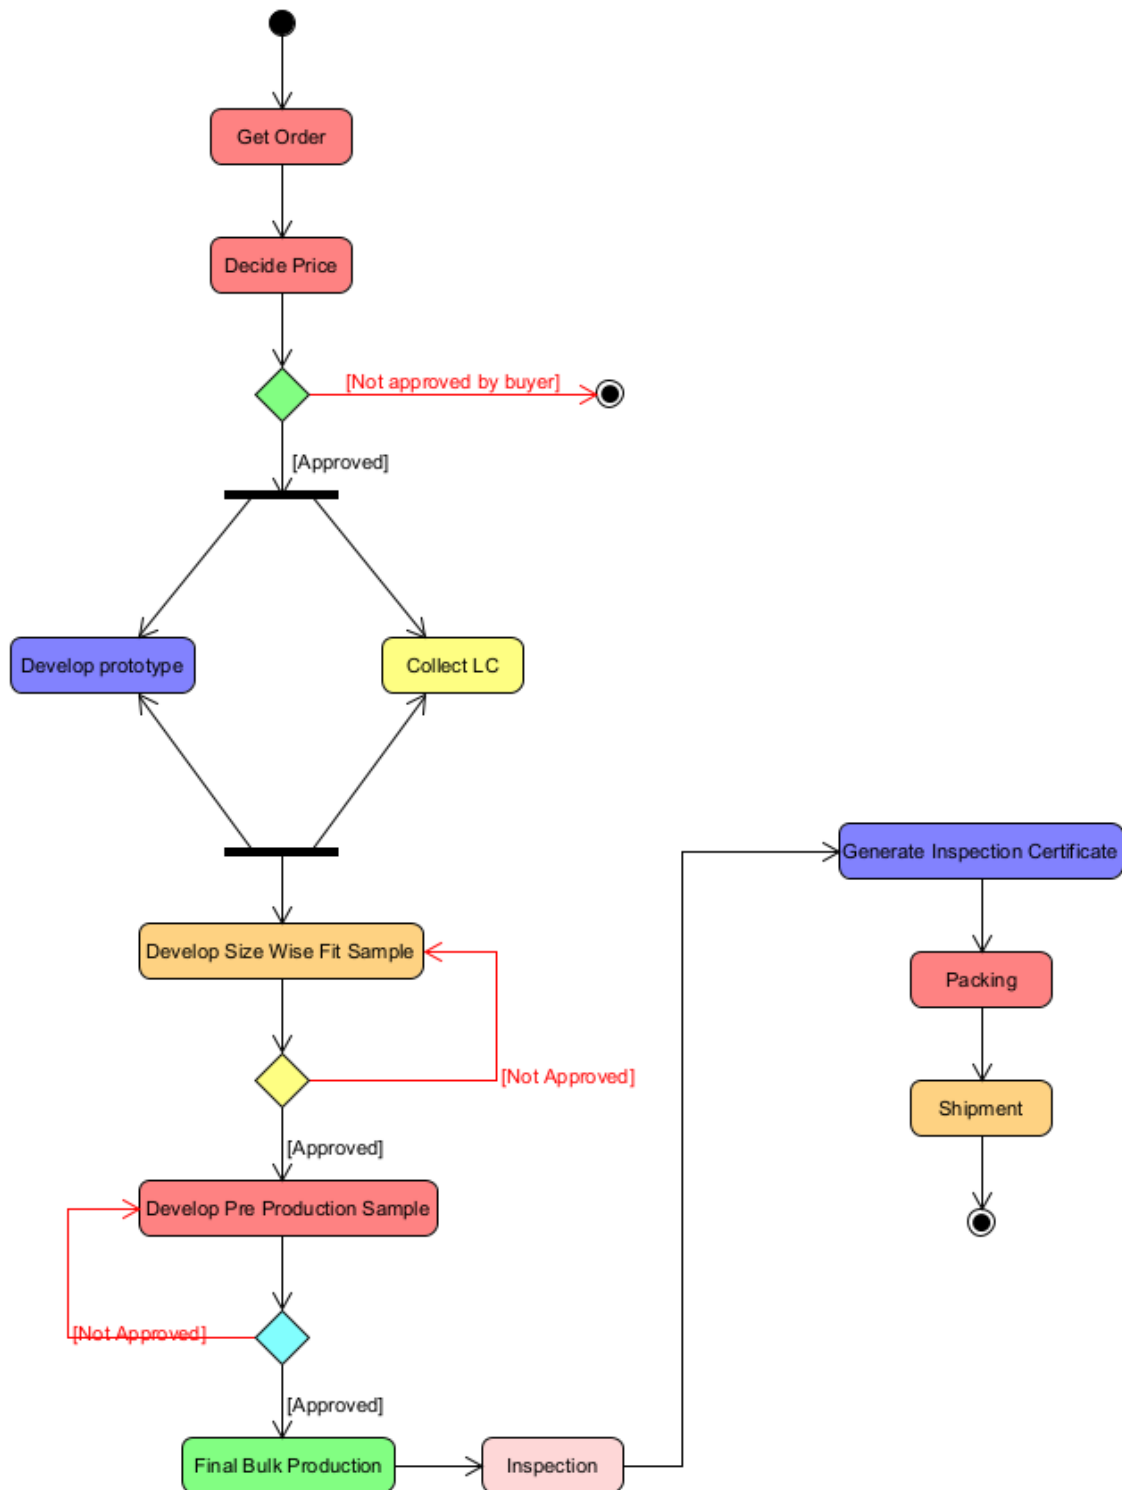 Get Order
Decide Price
[Not approved by buyer]
[Approved]
Develop prototype
Collect LC
Develop Size Wise Fit Sample
[Not Approved]
[Approved]
Develop Pre Production Sample
[Not Approved]
[Approved]
Final Bulk Production
Inspection
Generate Inspection Certificate
Packing
Shipment